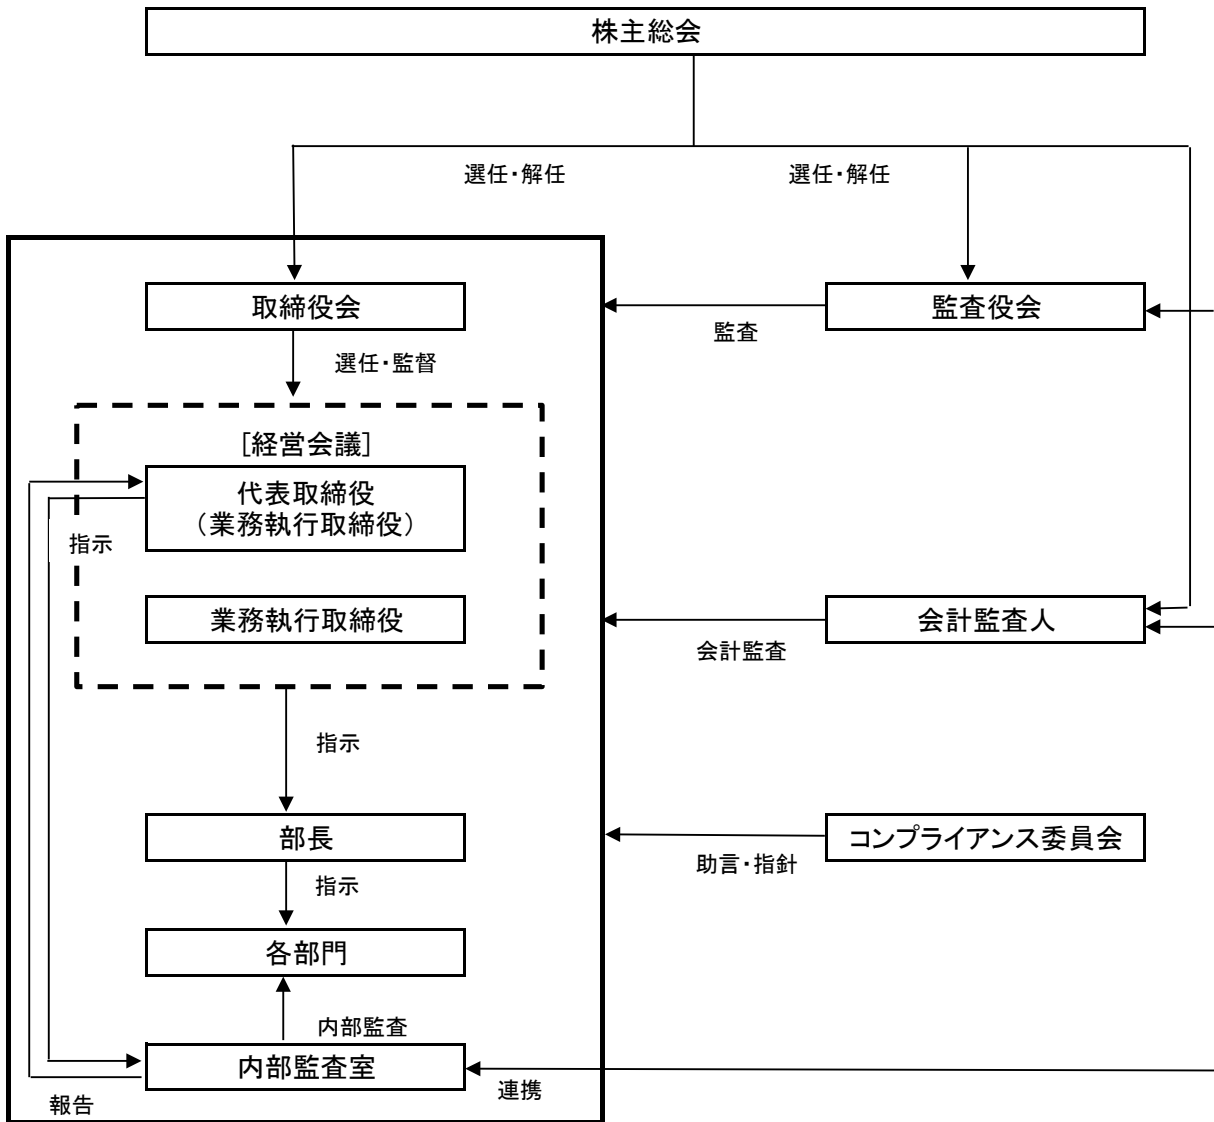 株主総会
選任・解任
選任・解任
取締役会
監査役会
監査
選任・監督
[経営会議]
代表取締役
(業務執行取締役)
指示
業務執行取締役
会計監査人
会計監査
指示
部長
コンプライアンス委員会
助言・指針
指示
各部門
内部監査
内部監査室
連携
報告